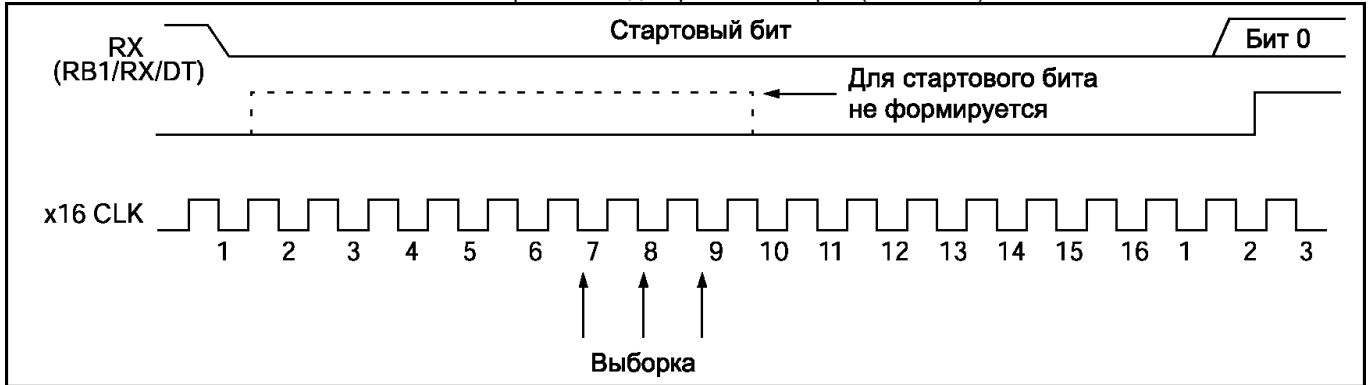 RX
(RB1/RX/DT)
Стартовый бит
Бит 0
Для стартового бита
не формируется
x16 CLK
1 2 3 4 5 6 7 8 9 10 11 12 13 14 15 16 1 2 3
Выборка